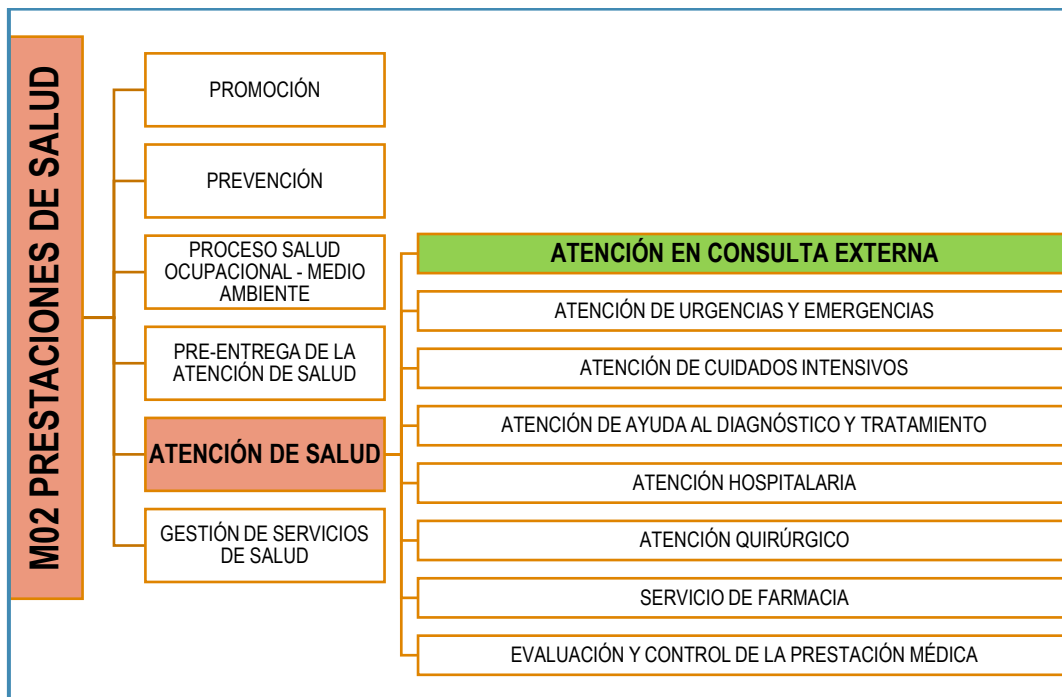 M02 PRESTACIONES DE SALUD
PROMOCIÓN
PREVENCIÓN
PROCESO SALUD
OCUPACIONAL - MEDIO
AMBIENTE
PRE-ENTREGA DE LA
ATENCIÓN DE SALUD
ATENCIÓN DE SALUD
GESTIÓN DE SERVICIOS
DE SALUD
ATENCIÓN EN CONSULTA EXTERNA
ATENCIÓN DE URGENCIAS Y EMERGENCIAS
ATENCIÓN DE CUIDADOS INTENSIVOS
ATENCIÓN DE AYUDA AL DIAGNÓSTICO Y TRATAMIENTO
ATENCIÓN HOSPITALARIA
ATENCIÓN QUIRÚRGICO
SERVICIO DE FARMACIA
EVALUACIÓN Y CONTROL DE LA PRESTACIÓN MÉDICA